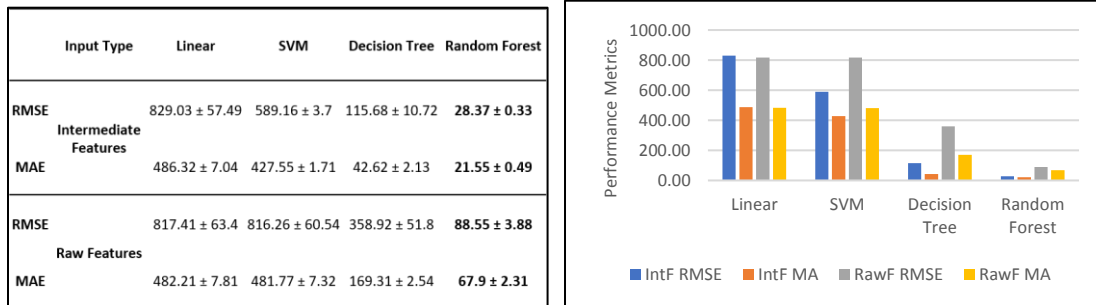 Input Type Linear SVM Decision Tree Random Forest
RMSE 829.03 ± 57.49 589.16 ± 3.7 115.68 ± 10.72 28.37 ± 0.33
Intermediate
Features
MAE 486.32 ± 7.04 427.55 ± 1.71 42.62 ± 2.13 21.55 ± 0.49
RMSE 817.41 ± 63.4 816.26 ± 60.54 358.92 ± 51.8 88.55 ± 3.88
Raw Features
MAE 482.21 ± 7.81 481.77 ± 7.32 169.31 ± 2.54 67.9 ± 2.31
Performance Metrics
1000.00
800.00
600.00
400.00
200.00
0.00
Linear SVM Decision Random
Tree Forest
IntF RMSE IntF MA RawF RMSE RawF MA